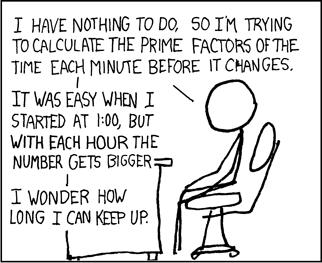 I HAVE NOTHING TO DO, SO I'M TRYING
TO CALCULATE THE PRIME FACTORS OF THE
TIME EACH MINUTE BEFORE IT CHANGES.
IT WAS EASY WHEN I
STARTED AT 1:00, BUT
WITH EACH HOUR THE
NUMBER GETS BIGGER
I WONDER HOW
LONG I CAN KEEP UP.